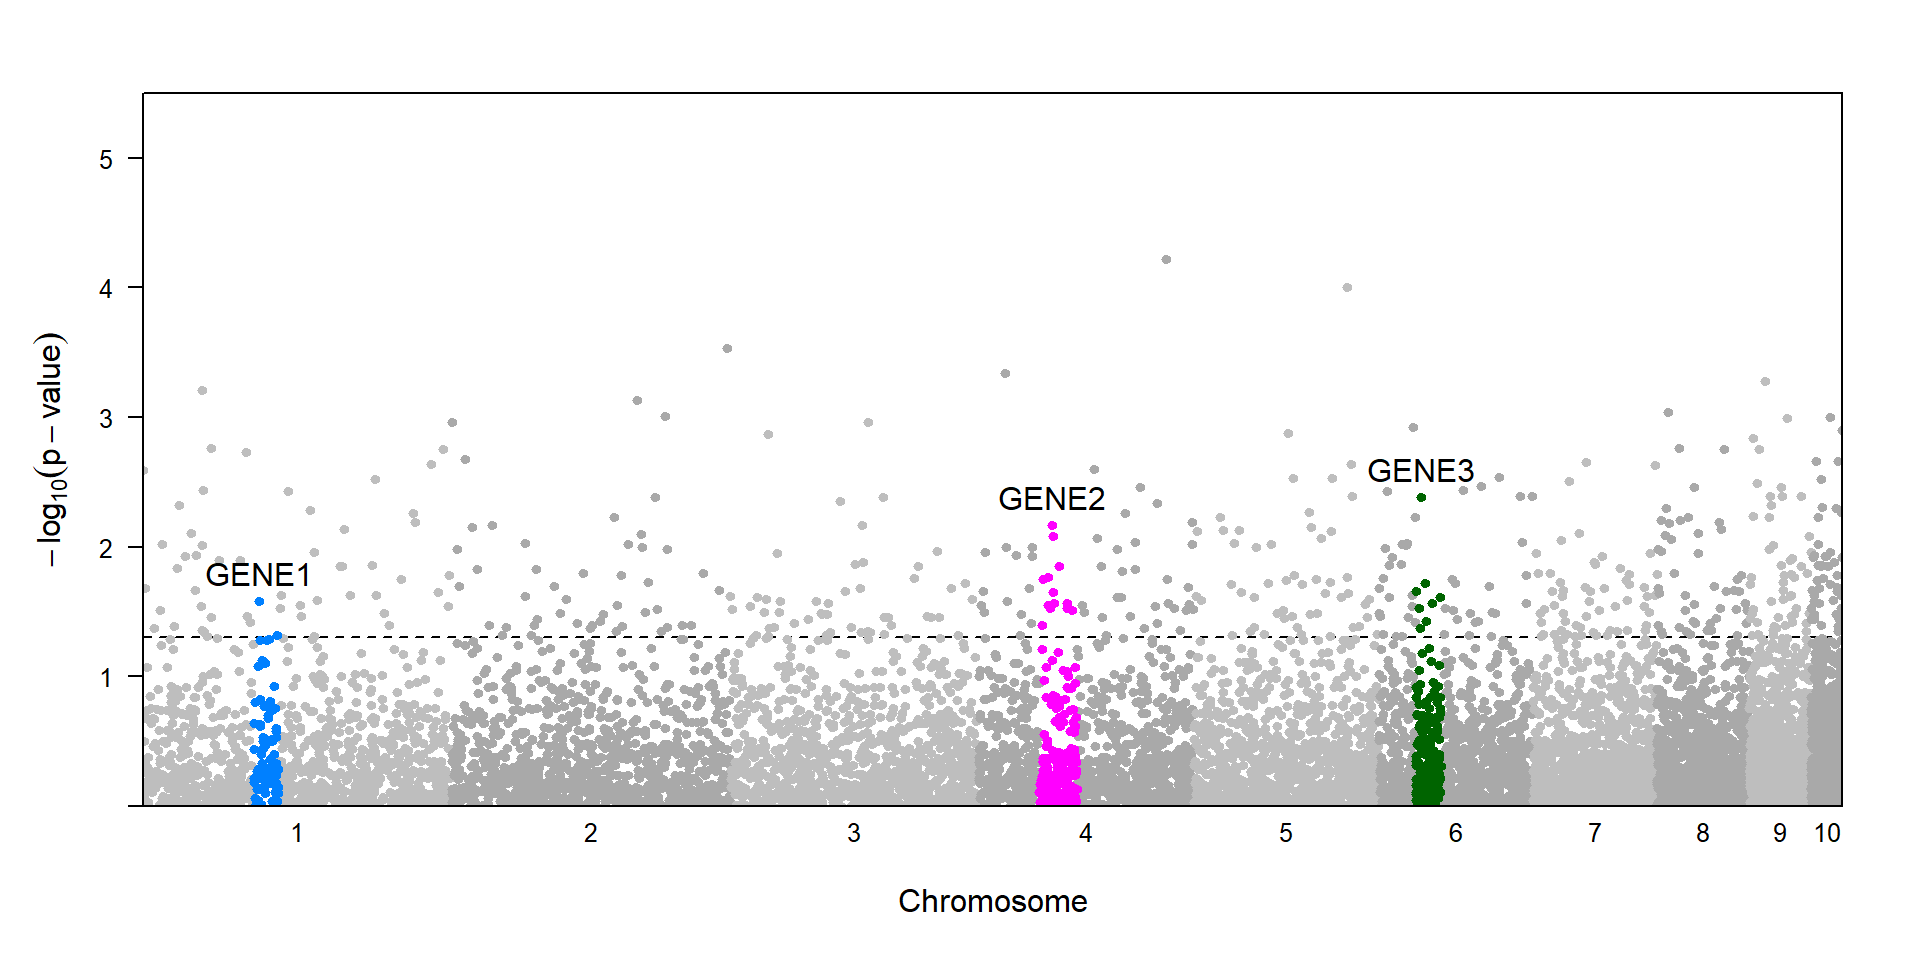 5
4
3
2
1
−log10(p − value)
GENE1
GENE2
GENE3
1 2 3 4 5 6 7 8 9 10
Chromosome